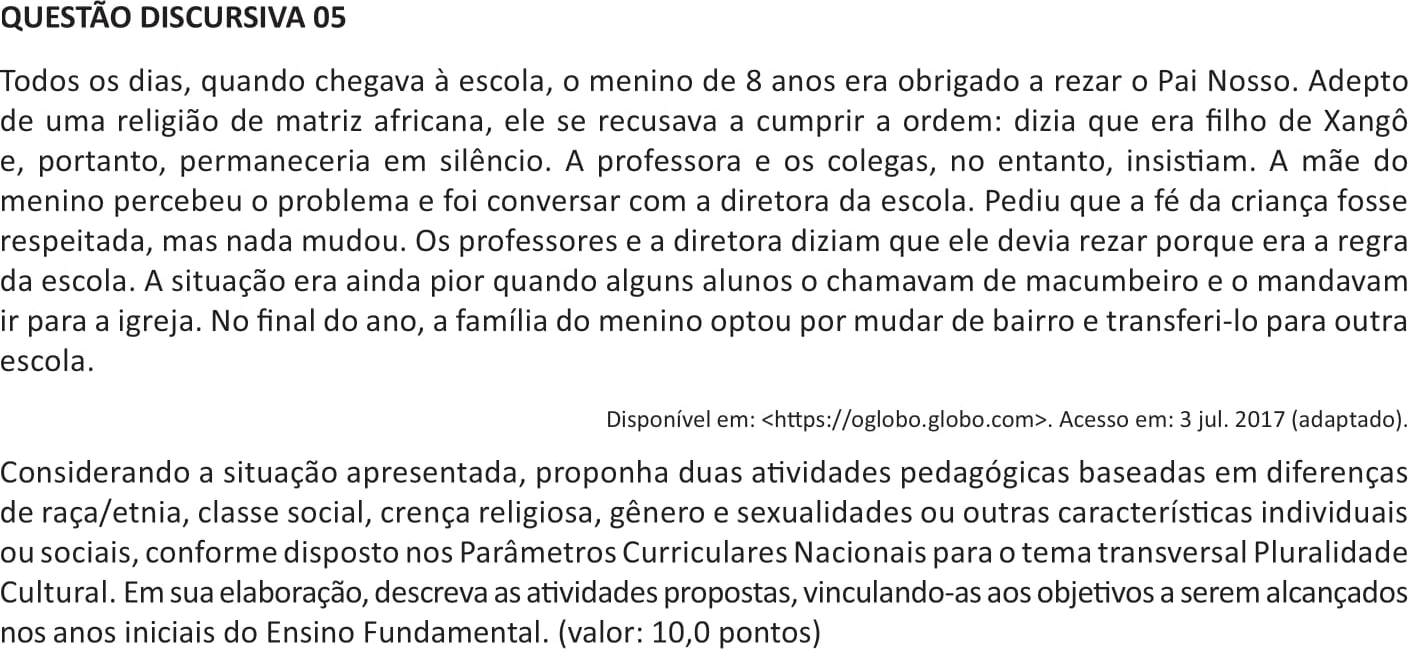 QUESTÃO DISCURSIVA 05
Todos os dias, quando chegava à escola, o menino de 8 anos era obrigado a rezar o Pai Nosso. Adepto
de uma religião de matriz africana, ele se recusava a cumprir a ordem: dizia que era filho de Xangô
e, portanto, permaneceria em silêncio. A professora e os colegas, no entanto, insistiam. A mãe do
menino percebeu o problema e foi conversar com a diretora da escola. Pediu que a fé da criança fosse
respeitada, mas nada mudou. Os professores e a diretora diziam que ele devia rezar porque era a regra
da escola. A situação era ainda pior quando alguns alunos o chamavam de macumbeiro e o mandavam
ir para a igreja. No final do ano, a família do menino optou por mudar de bairro e transferi-lo para outra
escola.
Disponível em: <https://oglobo.globo.com>. Acesso em: 3 jul. 2017 (adaptado).
Considerando a situação apresentada, proponha duas atividades pedagógicas baseadas em diferenças
de raça/etnia, classe social, crença religiosa, gênero e sexualidades ou outras características individuais
ou sociais, conforme disposto nos Parâmetros Curriculares Nacionais para o tema transversal Pluralidade
Cultural. Em sua elaboração, descreva as atividades propostas, vinculando-as aos objetivos a serem alcançados
nos anos iniciais do Ensino Fundamental. (valor: 10,0 pontos)